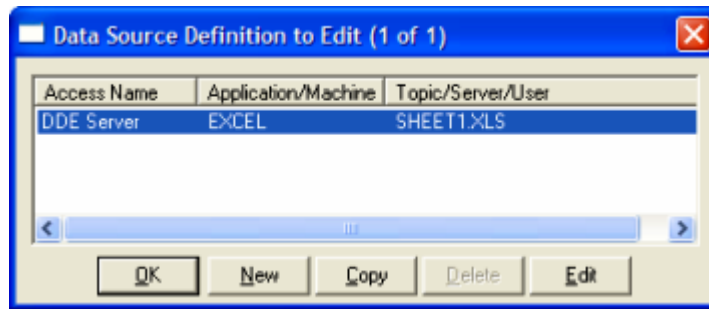 Data Source Definition to Edit (1 of 1)
Access Name Application/Machine Topic/Server/User
DDE Server EXCEL SHEET1.XLS
OK New Copy Delete Edit